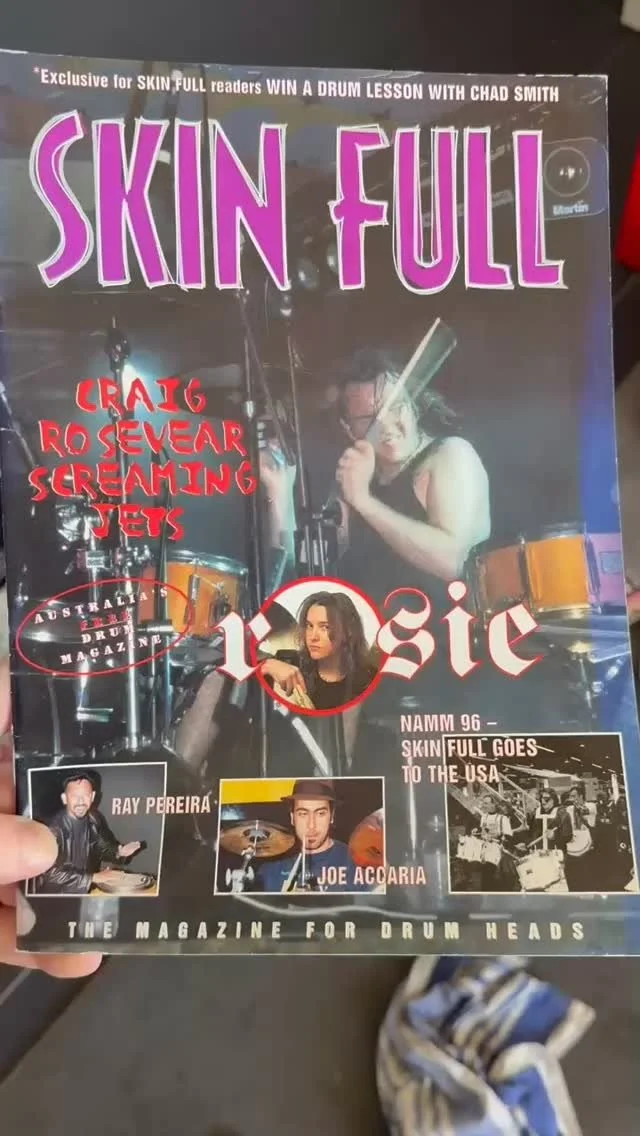 *Exclusive for SKIN FULL readers WIN A DRUM LESSON WITH CHAD SMITH
SKIN FULL
Martin
CRAIG
ROSEVEAR
SCREAMING
JETS
AUSTRALIA'S
FREE
DRUM
MAGAZINE
rosie
NAMM 96 –
SKIN FULL GOES
TO THE USA
RAY PEREIRA
JOE ACCARIA
THE MAGAZINE FOR DRUM HEADS